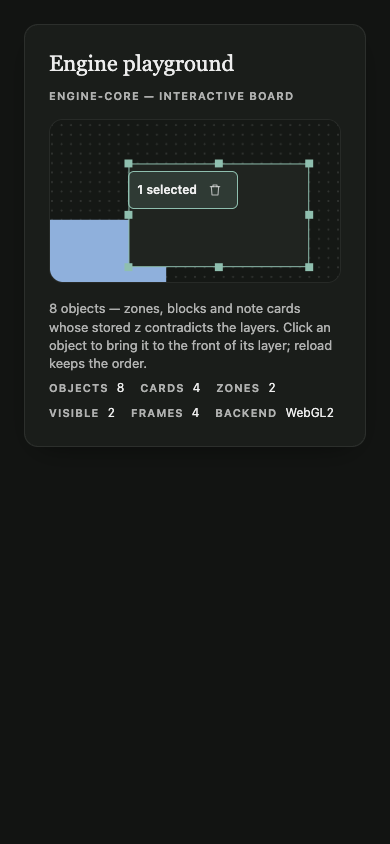 Engine playground
ENGINE-CORE — INTERACTIVE BOARD
1 selected
8 objects — zones, blocks and note cards
whose stored z contradicts the layers. Click an
object to bring it to the front of its layer; reload
keeps the order.
OBJECTS 8 CARDS 4 ZONES 2
VISIBLE 2 FRAMES 4 BACKEND WebGL2